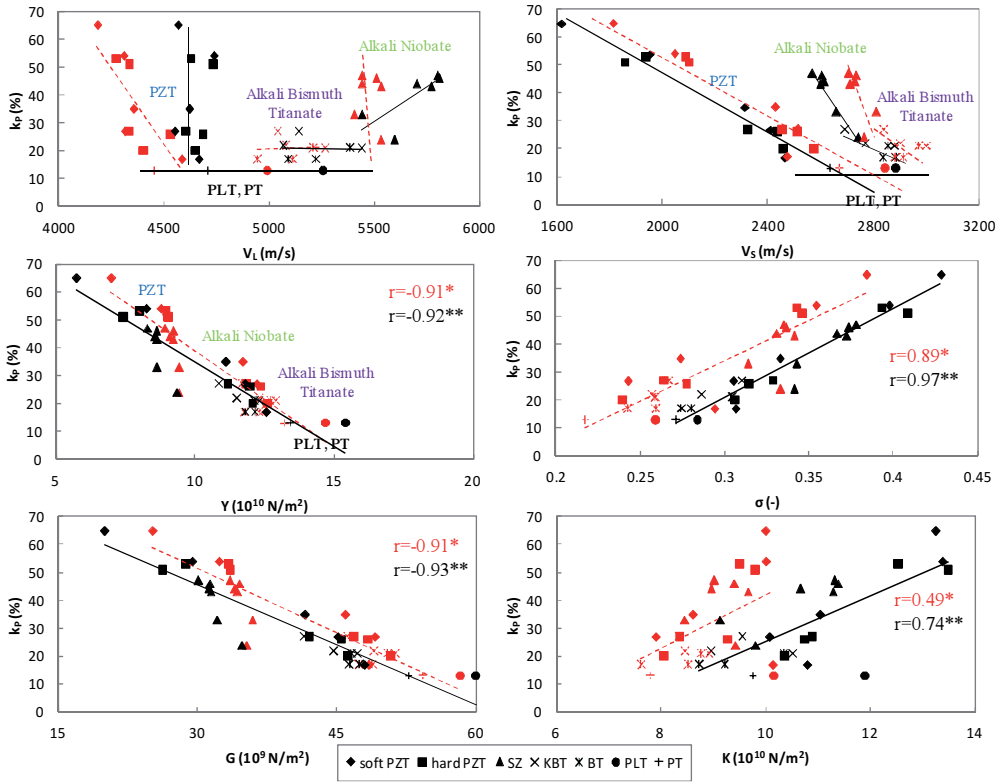 70
60
50
40
30
20
10
0
kP (%)
Alkali Niobate
PZT
Alkali Bismuth
Titanate
PLT, PT
4000 4500 5000 5500 6000
VL (m/s)
70
60
50
40
30
20
10
0
kP (%)
Alkali Niobate
PZT
Alkali Bismuth
Titanate
PLT, PT
1600 2000 2400 2800 3200
VS (m/s)
70
60
50
40
30
20
10
0
kP (%)
PZT
r=-0.91*
r=-0.92**
Alkali Niobate
Alkali Bismuth
Titanate
PLT, PT
5 10 15 20
Y (10¹⁰ N/m²)
70
60
50
40
30
20
10
0
kP (%)
r=0.89*
r=0.97**
0.2 0.25 0.3 0.35 0.4 0.45
σ (-)
70
60
50
40
30
20
10
0
kP (%)
r=-0.91*
r=-0.93**
15 30 45 60
G (10⁹ N/m²)
70
60
50
40
30
20
10
0
kP (%)
r=0.49*
r=0.74**
6 8 10 12 14
K (10¹⁰ N/m²)
soft PZT hard PZT SZ KBT BT PLT PT